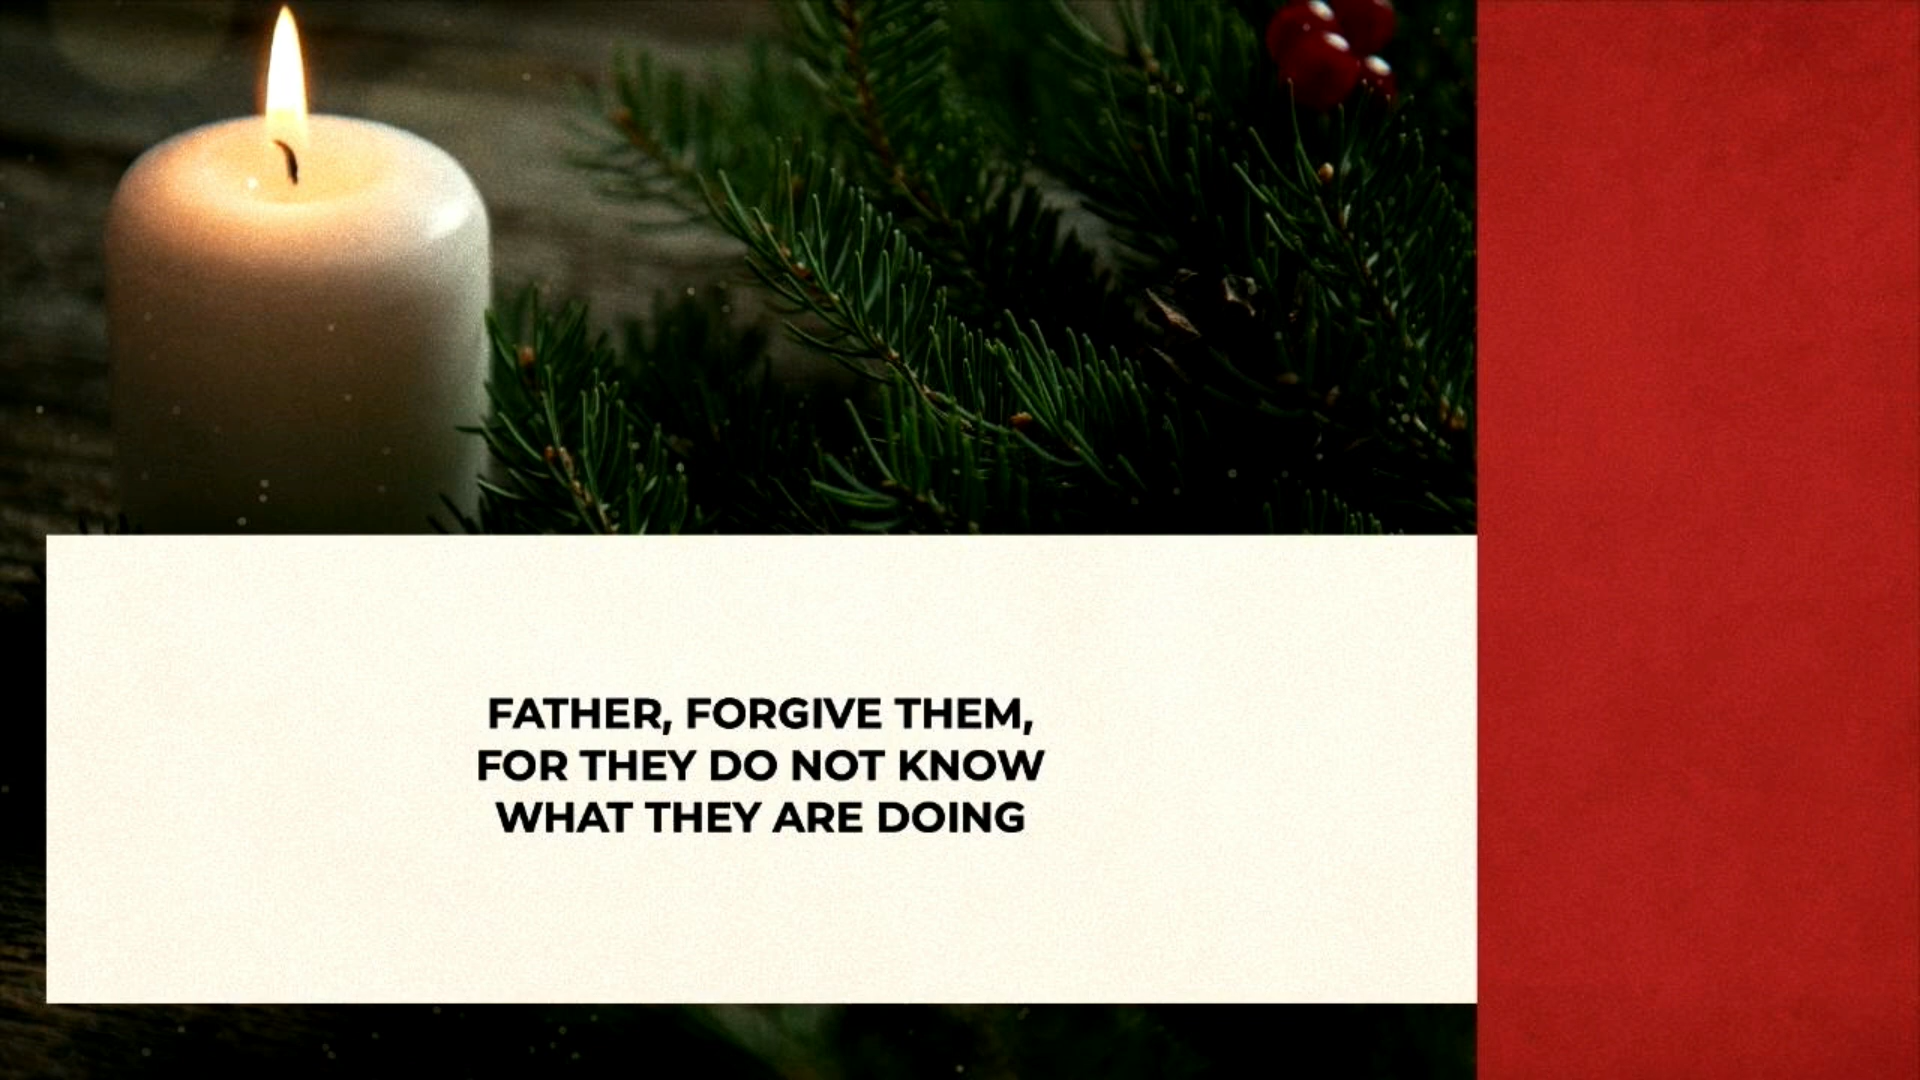 FATHER, FORGIVE THEM,
FOR THEY DO NOT KNOW
WHAT THEY ARE DOING